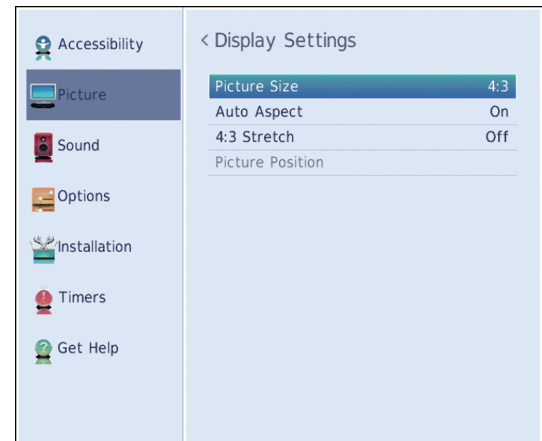 Accessibility
Picture
Sound
Options
Installation
Timers
Get Help
< Display Settings
Picture Size 4:3
Auto Aspect On
4:3 Stretch Off
Picture Position